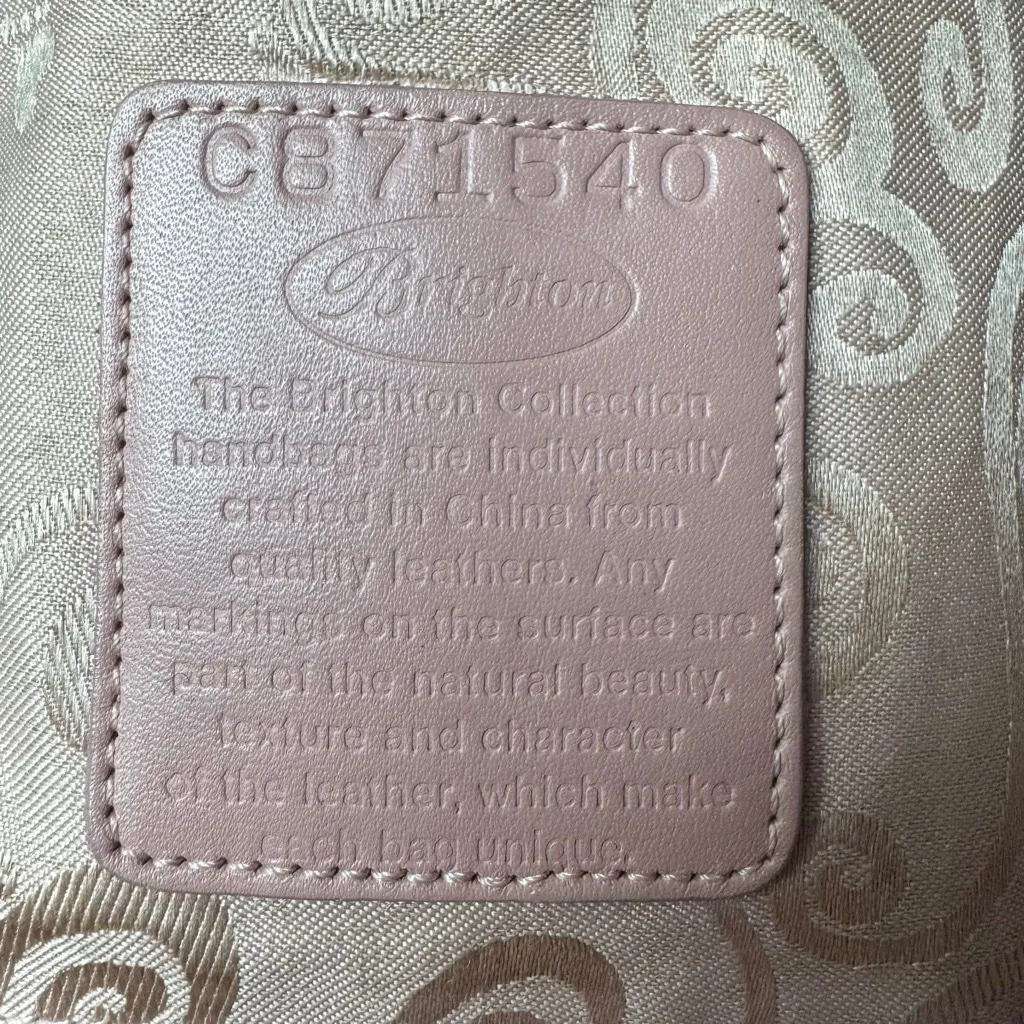 C871540
Brighton
The Brighton Collection
handbags are individually
crafted in China from
quality leathers. Any
markings on the surface are
part of the natural beauty,
texture and character
of the leather, which make
each bag unique.